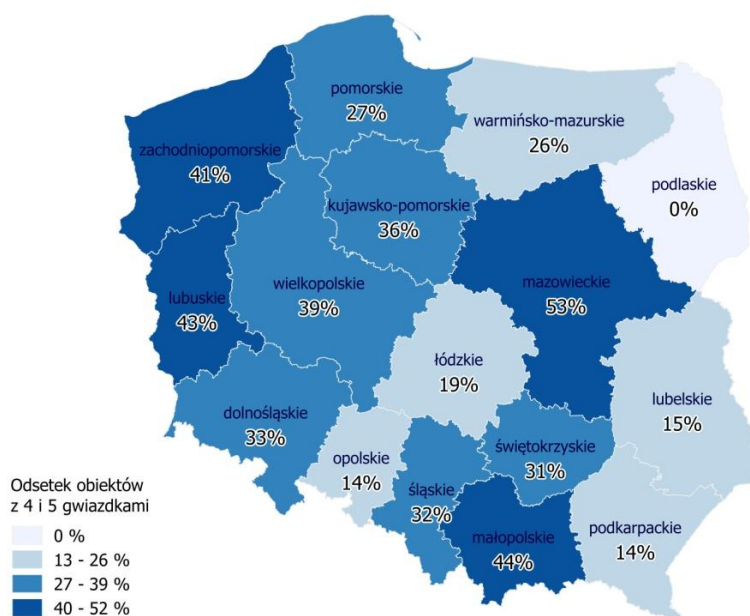 pomorskie
27%
warmińsko-mazurskie
26%
zachodniopomorskie
41%
podlaskie
0%
kujawsko-pomorskie
36%
wielkopolskie
39%
mazowieckie
53%
lubuskie
43%
łódzkie
19%
lubelskie
15%
dolnośląskie
33%
świętokrzyskie
31%
opolskie
14%
śląskie
32%
małopolskie
44%
podkarpackie
14%
Odsetek obiektów
z 4 i 5 gwiazdkami
0 %
13 - 26 %
27 - 39 %
40 - 52 %